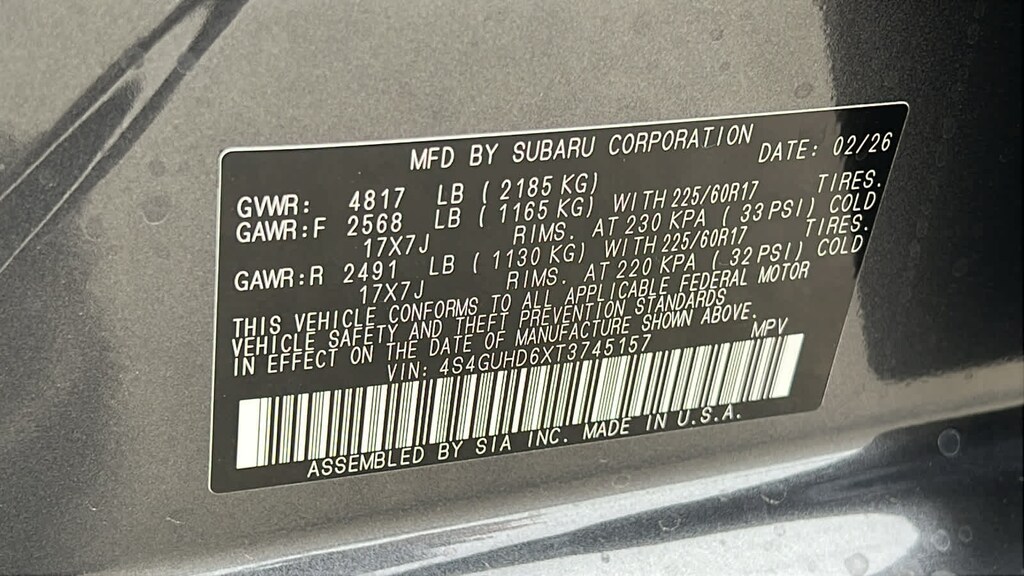 MFD BY SUBARU CORPORATION DATE: 02/26
GVWR: 4817 LB ( 2185 KG)
GAWR:F 2568 LB ( 1165 KG) WITH 225/60R17 TIRES.
17X7J RIMS. AT 230 KPA ( 33 PSI) COLD
GAWR:R 2491 LB ( 1130 KG) WITH 225/60R17 TIRES.
17X7J RIMS. AT 220 KPA ( 32 PSI) COLD
THIS VEHICLE CONFORMS TO ALL APPLICABLE FEDERAL MOTOR
VEHICLE SAFETY AND THEFT PREVENTION STANDARDS
IN EFFECT ON THE DATE OF MANUFACTURE SHOWN ABOVE.
VIN: 4S4GUHD6XT3745157 MPV
ASSEMBLED BY SIA INC. MADE IN U.S.A.